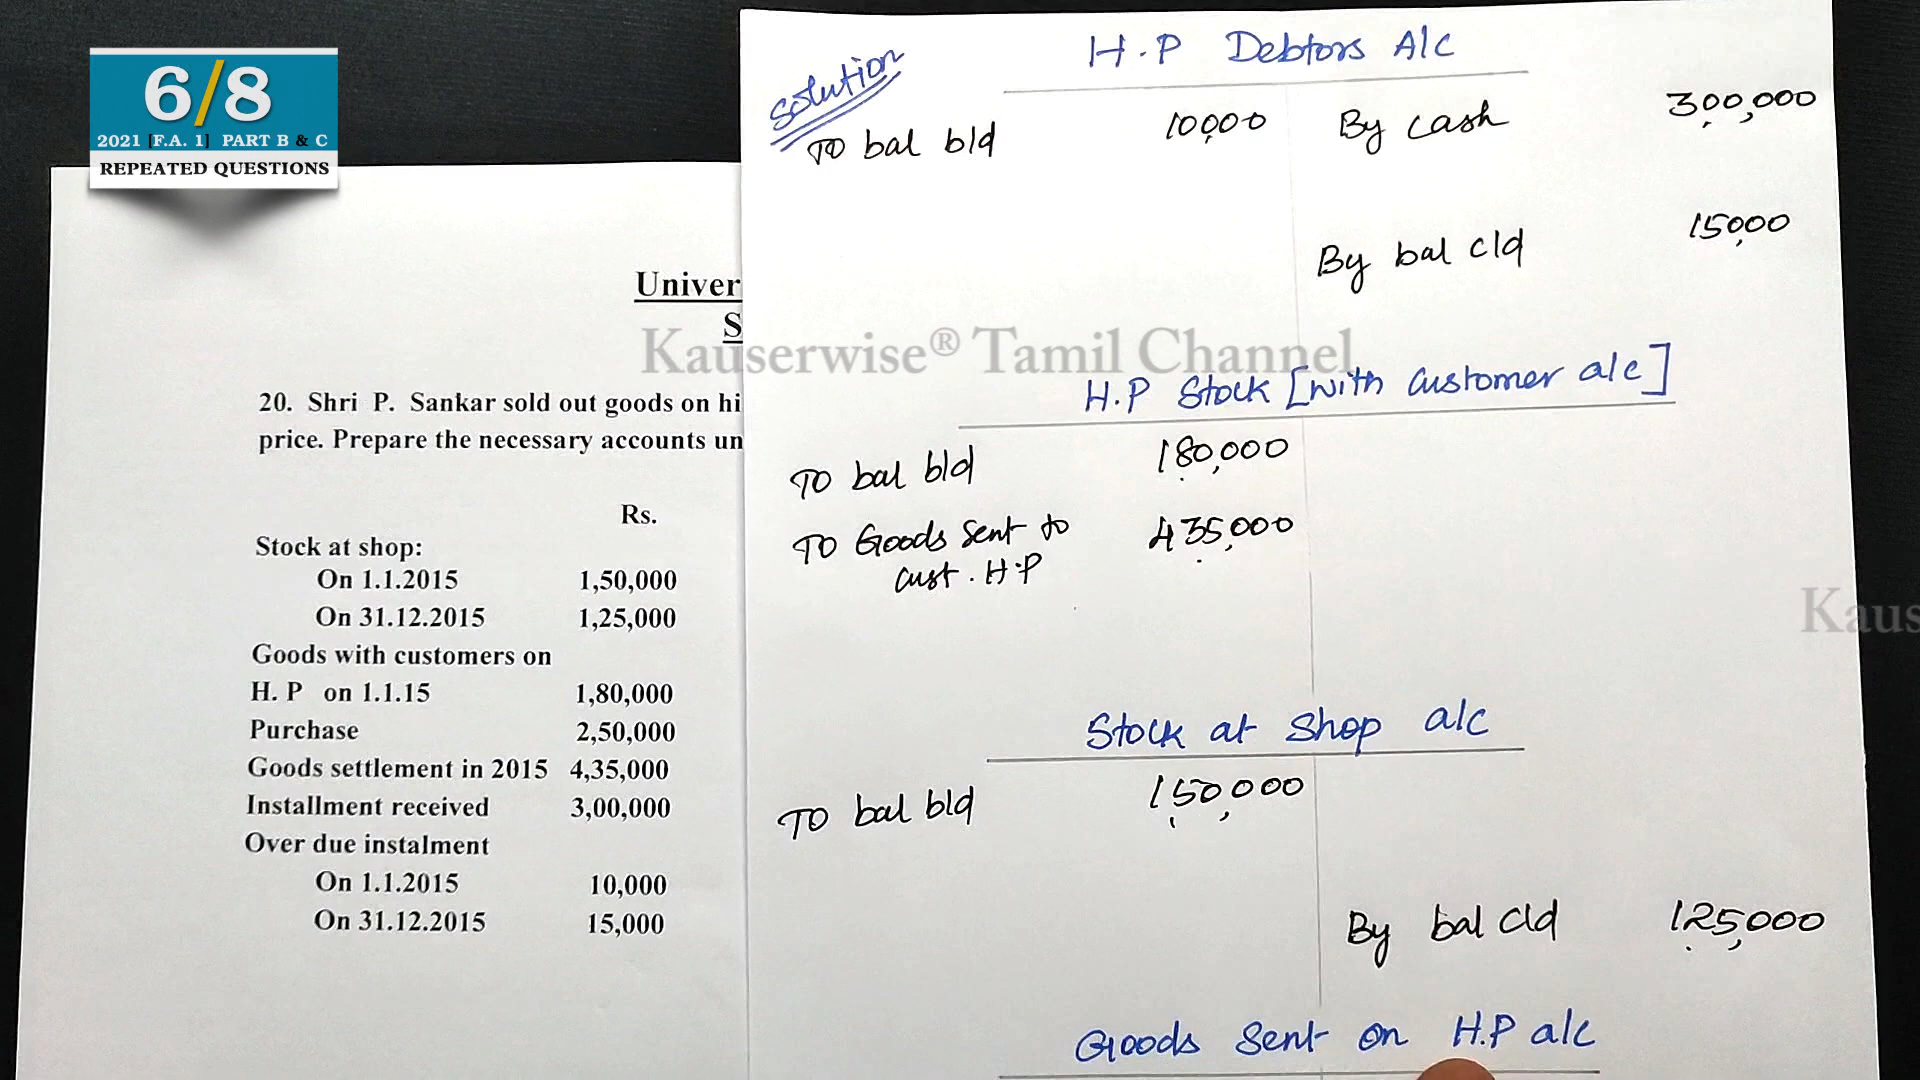 6/8
2021 [F.A. 1] PART B & C
REPEATED QUESTIONS
Univer
S
20. Shri P. Sankar sold out goods on hi
price. Prepare the necessary accounts un
Rs.
Stock at shop:
On 1.1.2015 1,50,000
On 31.12.2015 1,25,000
Goods with customers on
H. P on 1.1.15 1,80,000
Purchase 2,50,000
Goods settlement in 2015 4,35,000
Installment received 3,00,000
Over due instalment
On 1.1.2015 10,000
On 31.12.2015 15,000
Kauserwise® Tamil Channel
Kaus
Solution
H.P Debtors A/c
TO bal b/d 10,000 By cash 300,000
By bal c/d 15,000
H.P Stock [with customer a/c]
TO bal b/d 180,000
TO Goods sent to 435,000
cust. H.P
Stock at shop a/c
TO bal b/d 150,000
By bal c/d 125,000
Goods sent on H.P a/c